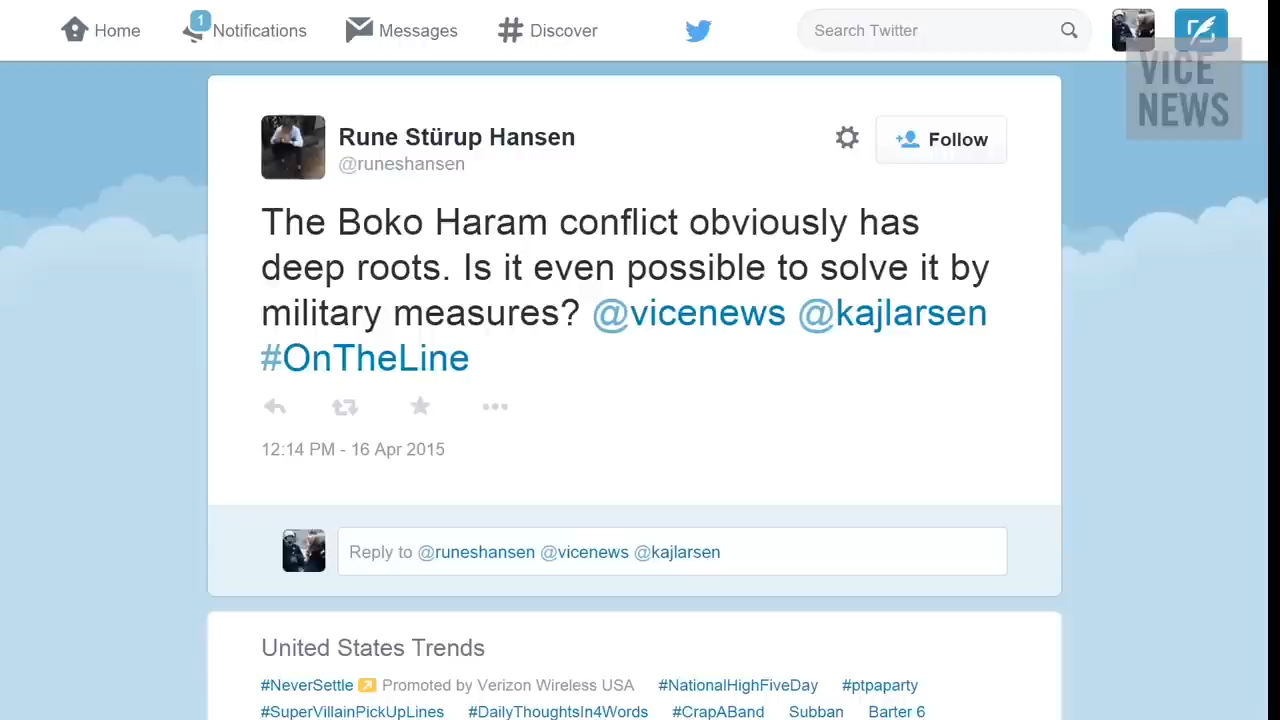 Home 1 Notifications Messages Discover Search Twitter
VICE
NEWS
Rune Stürup Hansen
@runeshansen
Follow
The Boko Haram conflict obviously has
deep roots. Is it even possible to solve it by
military measures? @vicenews @kajlarsen
#OnTheLine
12:14 PM - 16 Apr 2015
Reply to @runeshansen @vicenews @kajlarsen
United States Trends
#NeverSettle Promoted by Verizon Wireless USA #NationalHighFiveDay #ptpaparty
#SuperVillainPickUpLines #DailyThoughtsIn4Words #CrapABand Subban Barter 6